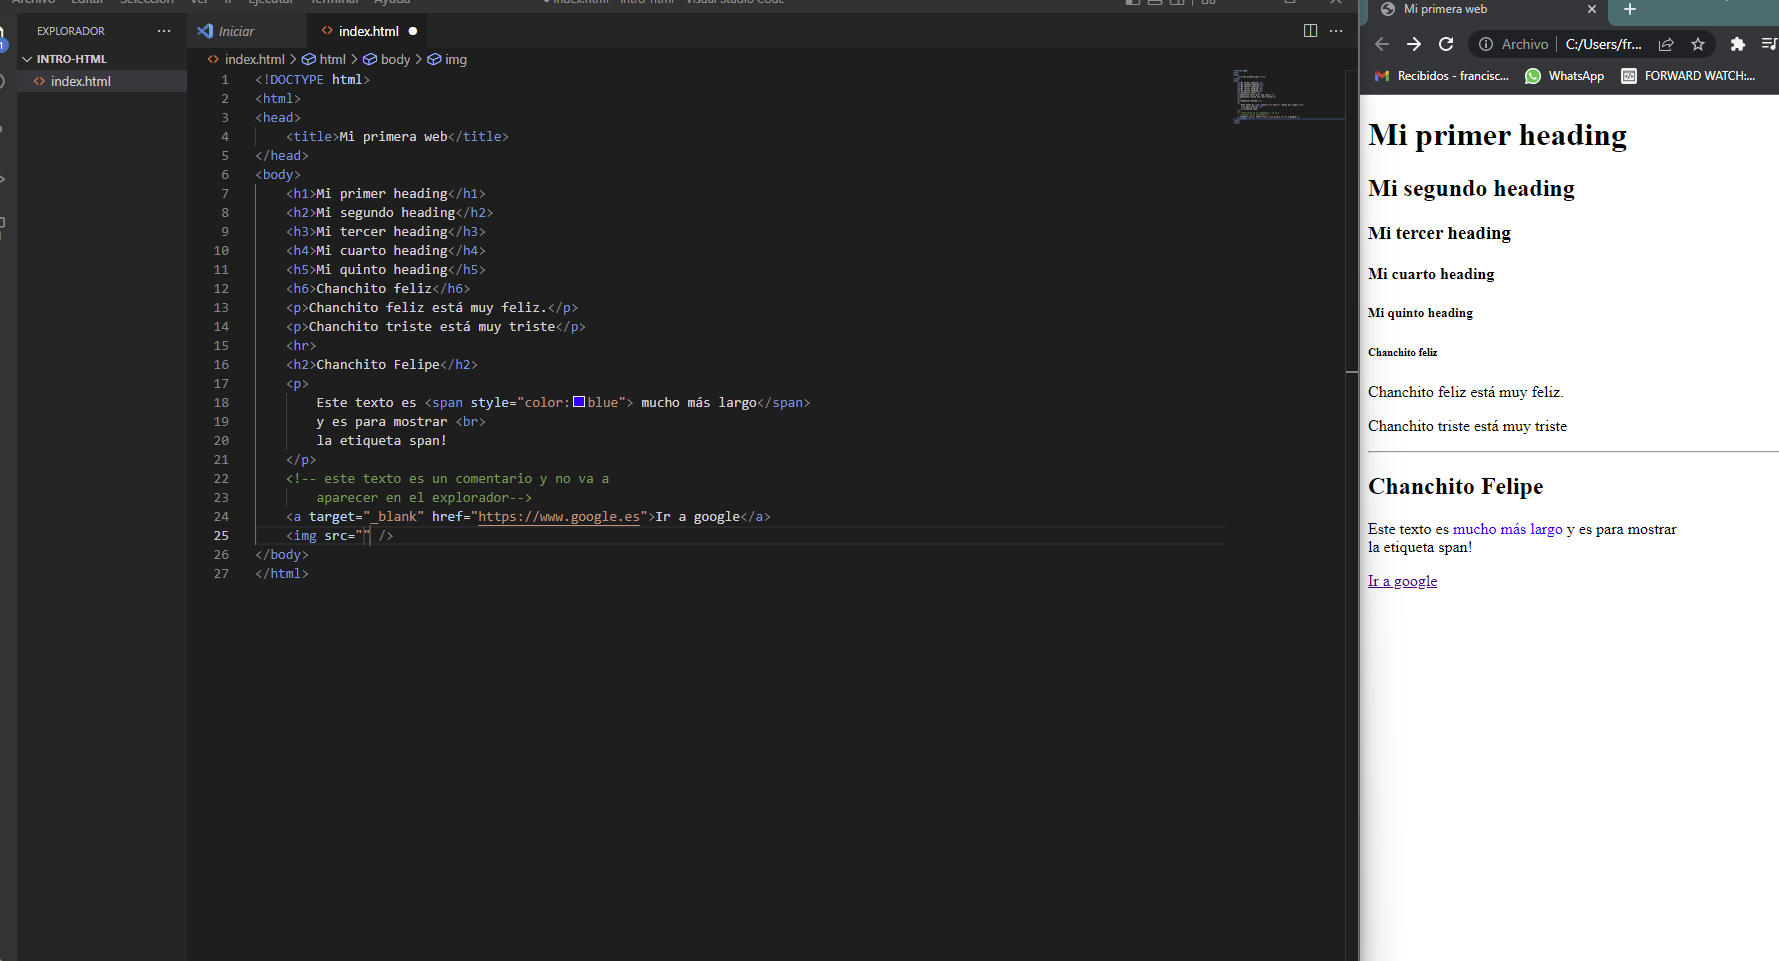 Archivo Editar Selección Ver Ir Ejecutar Terminal Ayuda
● index.html - intro-html - Visual Studio Code
EXPLORADOR
INTRO-HTML
index.html
Iniciar
index.html
index.html > html > body > img
1 <!DOCTYPE html>
2 <html>
3 <head>
4 <title>Mi primera web</title>
5 </head>
6 <body>
7 <h1>Mi primer heading</h1>
8 <h2>Mi segundo heading</h2>
9 <h3>Mi tercer heading</h3>
10 <h4>Mi cuarto heading</h4>
11 <h5>Mi quinto heading</h5>
12 <h6>Chanchito feliz</h6>
13 <p>Chanchito feliz está muy feliz.</p>
14 <p>Chanchito triste está muy triste</p>
15 <hr>
16 <h2>Chanchito Felipe</h2>
17 <p>
18 Este texto es <span style="color:blue"> mucho más largo</span>
19 y es para mostrar <br>
20 la etiqueta span!
21 </p>
22 <!-- este texto es un comentario y no va a
23 aparecer en el explorador-->
24 <a target="_blank" href="https://www.google.es">Ir a google</a>
25 <img src="" />
26 </body>
27 </html>
Mi primera web
Archivo | C:/Users/fr...
Recibidos - francisc...
WhatsApp
FORWARD WATCH:...
Mi primer heading
Mi segundo heading
Mi tercer heading
Mi cuarto heading
Mi quinto heading
Chanchito feliz
Chanchito feliz está muy feliz.
Chanchito triste está muy triste
Chanchito Felipe
Este texto es mucho más largo y es para mostrar
la etiqueta span!
Ir a google